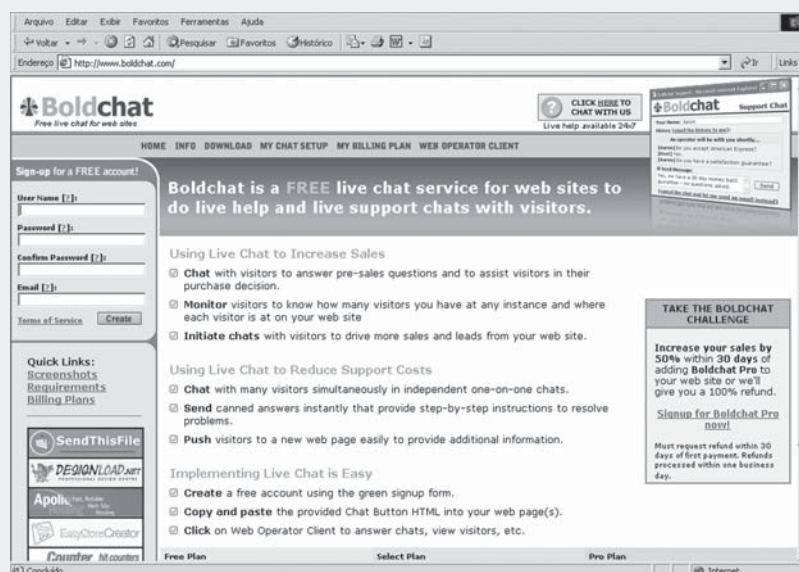 Arquivo Editar Exibir Favoritos Ferramentas Ajuda
Voltar Pesquisar Favoritos Histórico
Endereço http://www.boldchat.com/ Ir Links
Boldchat
Free live chat for web sites
CLICK HERE TO
CHAT WITH US
Live help available 24x7
Boldchat Support Chat
HOME INFO DOWNLOAD MY CHAT SETUP MY BILLING PLAN WEB OPERATOR CLIENT
Sign-up for a FREE account!
User Name [?]:
Password [?]:
Confirm Password [?]:
Email [?]:
Terms of Service Create
Quick Links:
Screenshots
Requirements
Billing Plans
SendThisFile
DESIGNLOAD.NET
PROFESSIONAL DESIGN CENTRE
Apollo
EasyStoreCreator
Counter hit counters
Boldchat is a FREE live chat service for web sites to
do live help and live support chats with visitors.
Using Live Chat to Increase Sales
Chat with visitors to answer pre-sales questions and to assist visitors in their
purchase decision.
Monitor visitors to know how many visitors you have at any instance and where
each visitor is at on your web site
Initiate chats with visitors to drive more sales and leads from your web site.
Using Live Chat to Reduce Support Costs
Chat with many visitors simultaneously in independent one-on-one chats.
Send canned answers instantly that provide step-by-step instructions to resolve
problems.
Push visitors to a new web page easily to provide additional information.
Implementing Live Chat is Easy
Create a free account using the green signup form.
Copy and paste the provided Chat Button HTML into your web page(s).
Click on Web Operator Client to answer chats, view visitors, etc.
Free Plan Select Plan Pro Plan
TAKE THE BOLDCHAT
CHALLENGE
Increase your sales by
50% within 30 days of
adding Boldchat Pro to
your web site or we'll
give you a 100% refund.
Signup for Boldchat Pro
now!
Must request refund within 30
days of first payment. Refunds
processed within one business
day.
Concluído Internet